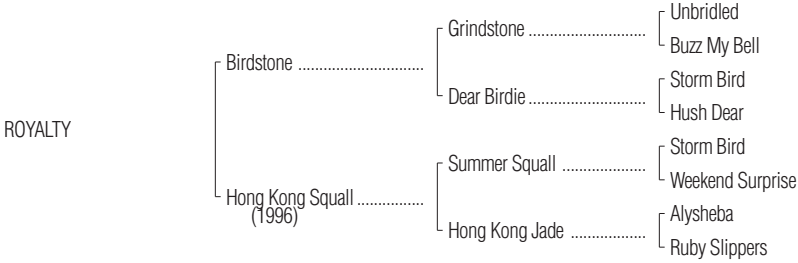 Unbridled
Grindstone ............................
Buzz My Bell
Birdstone ..............................
Storm Bird
Dear Birdie............................
Hush Dear
ROYALTY
Storm Bird
Summer Squall ....................
Weekend Surprise
Hong Kong Squall................
(1996)
Alysheba
Hong Kong Jade ..................
Ruby Slippers